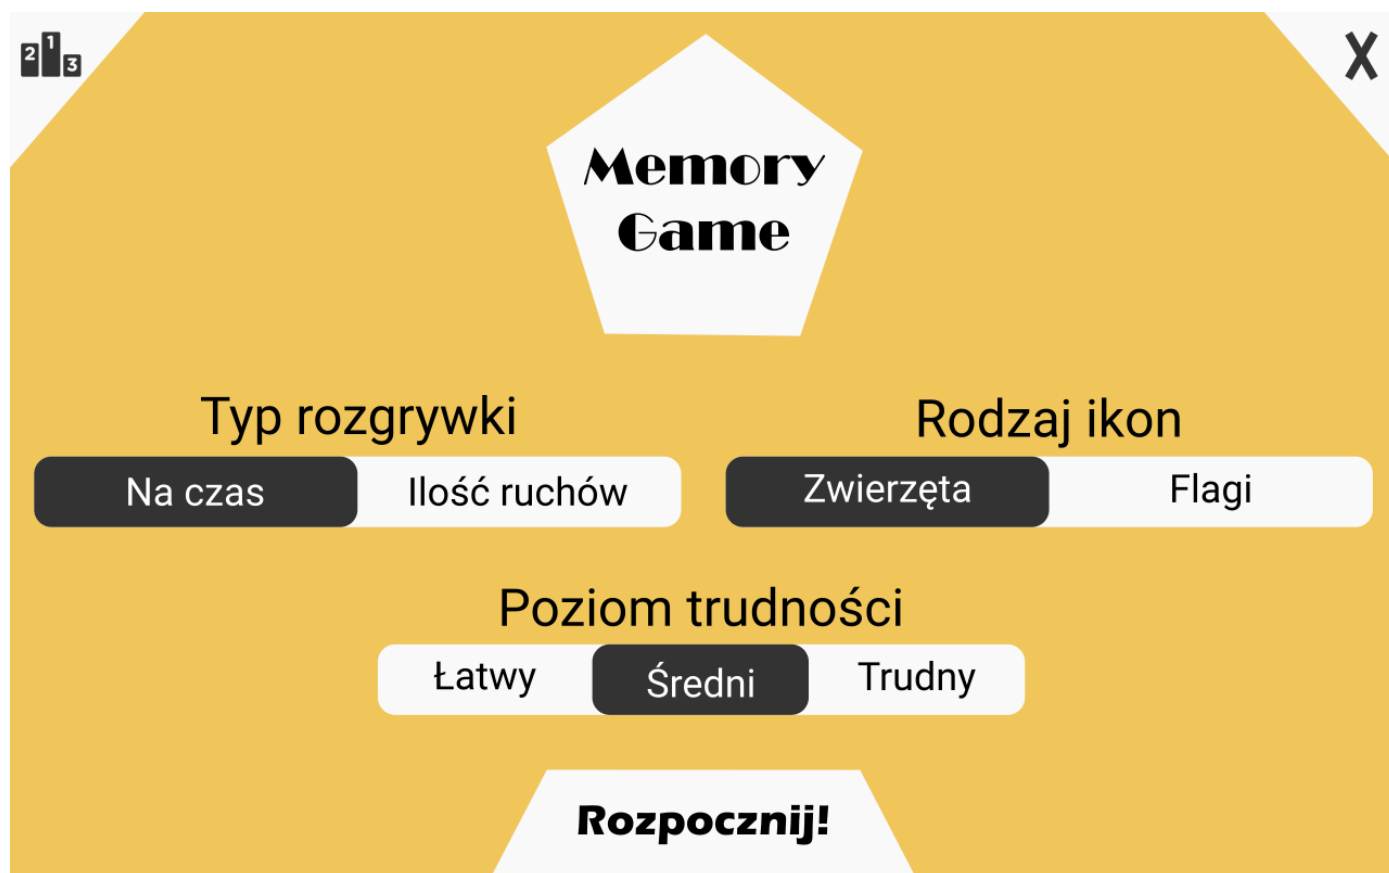 2 1 3
X
Memory
Game
Typ rozgrywki
Na czas
Ilość ruchów
Rodzaj ikon
Zwierzęta
Flagi
Poziom trudności
Łatwy
Średni
Trudny
Rozpocznij!